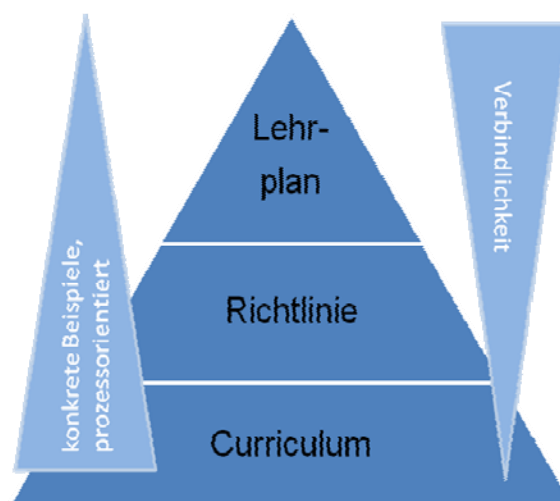 Lehr-
plan
Richtlinie
Curriculum
konkrete Beispiele,
prozessorientiert
Verbindlichkeit